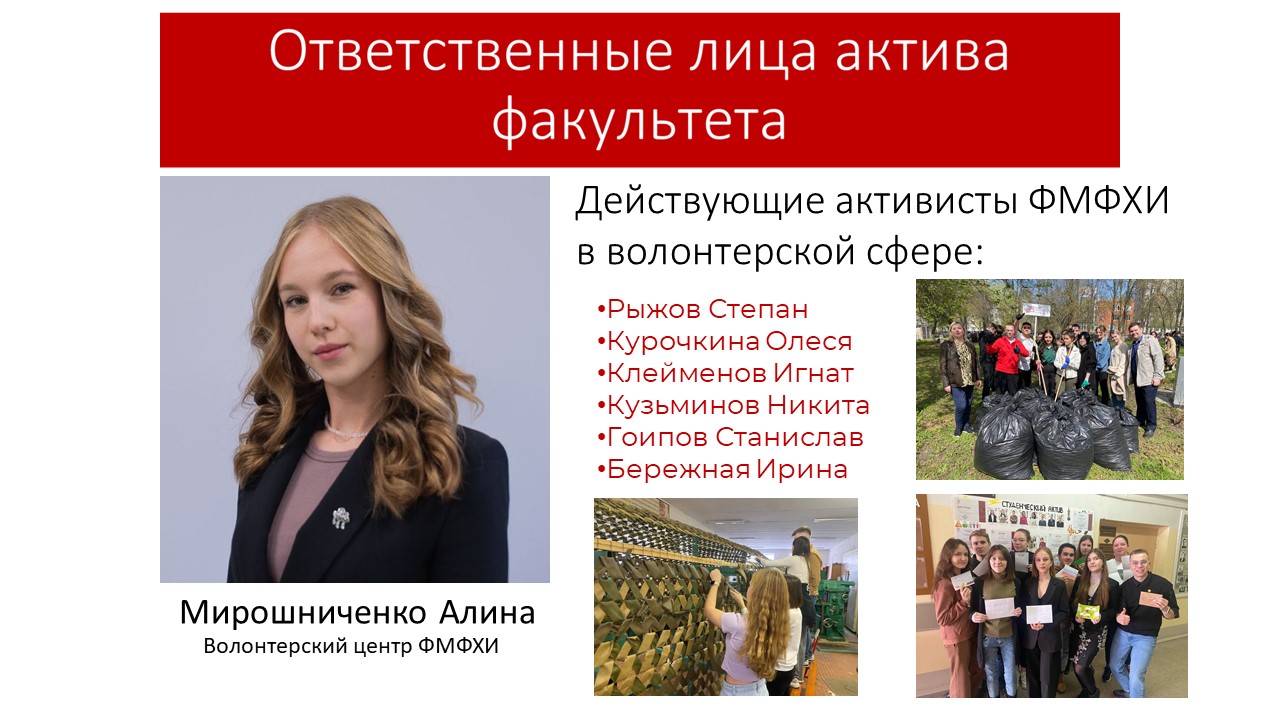 Ответственные лица актива
факультета
Действующие активисты ФМФХИ
в волонтерской сфере:
•Рыжов Степан
•Курочкина Олеся
•Клейменов Игнат
•Кузьминов Никита
•Гоипов Станислав
•Бережная Ирина
СТУДЕНЧЕСКИЙ АКТИВ
Мирошниченко Алина
Волонтерский центр ФМФХИ